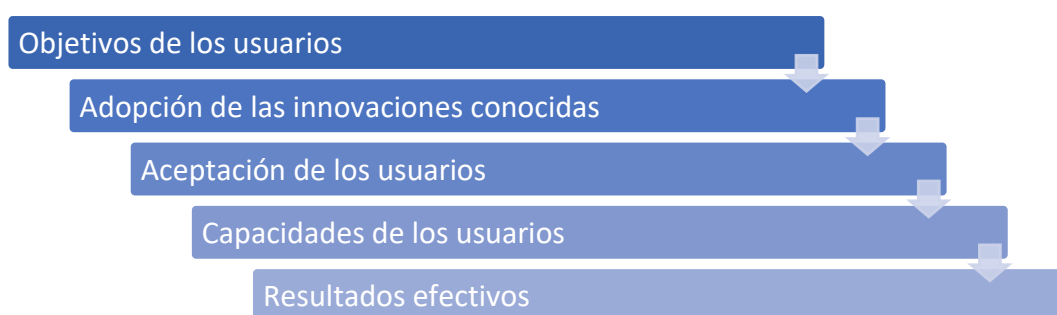 Objetivos de los usuarios
Adopción de las innovaciones conocidas
Aceptación de los usuarios
Capacidades de los usuarios
Resultados efectivos